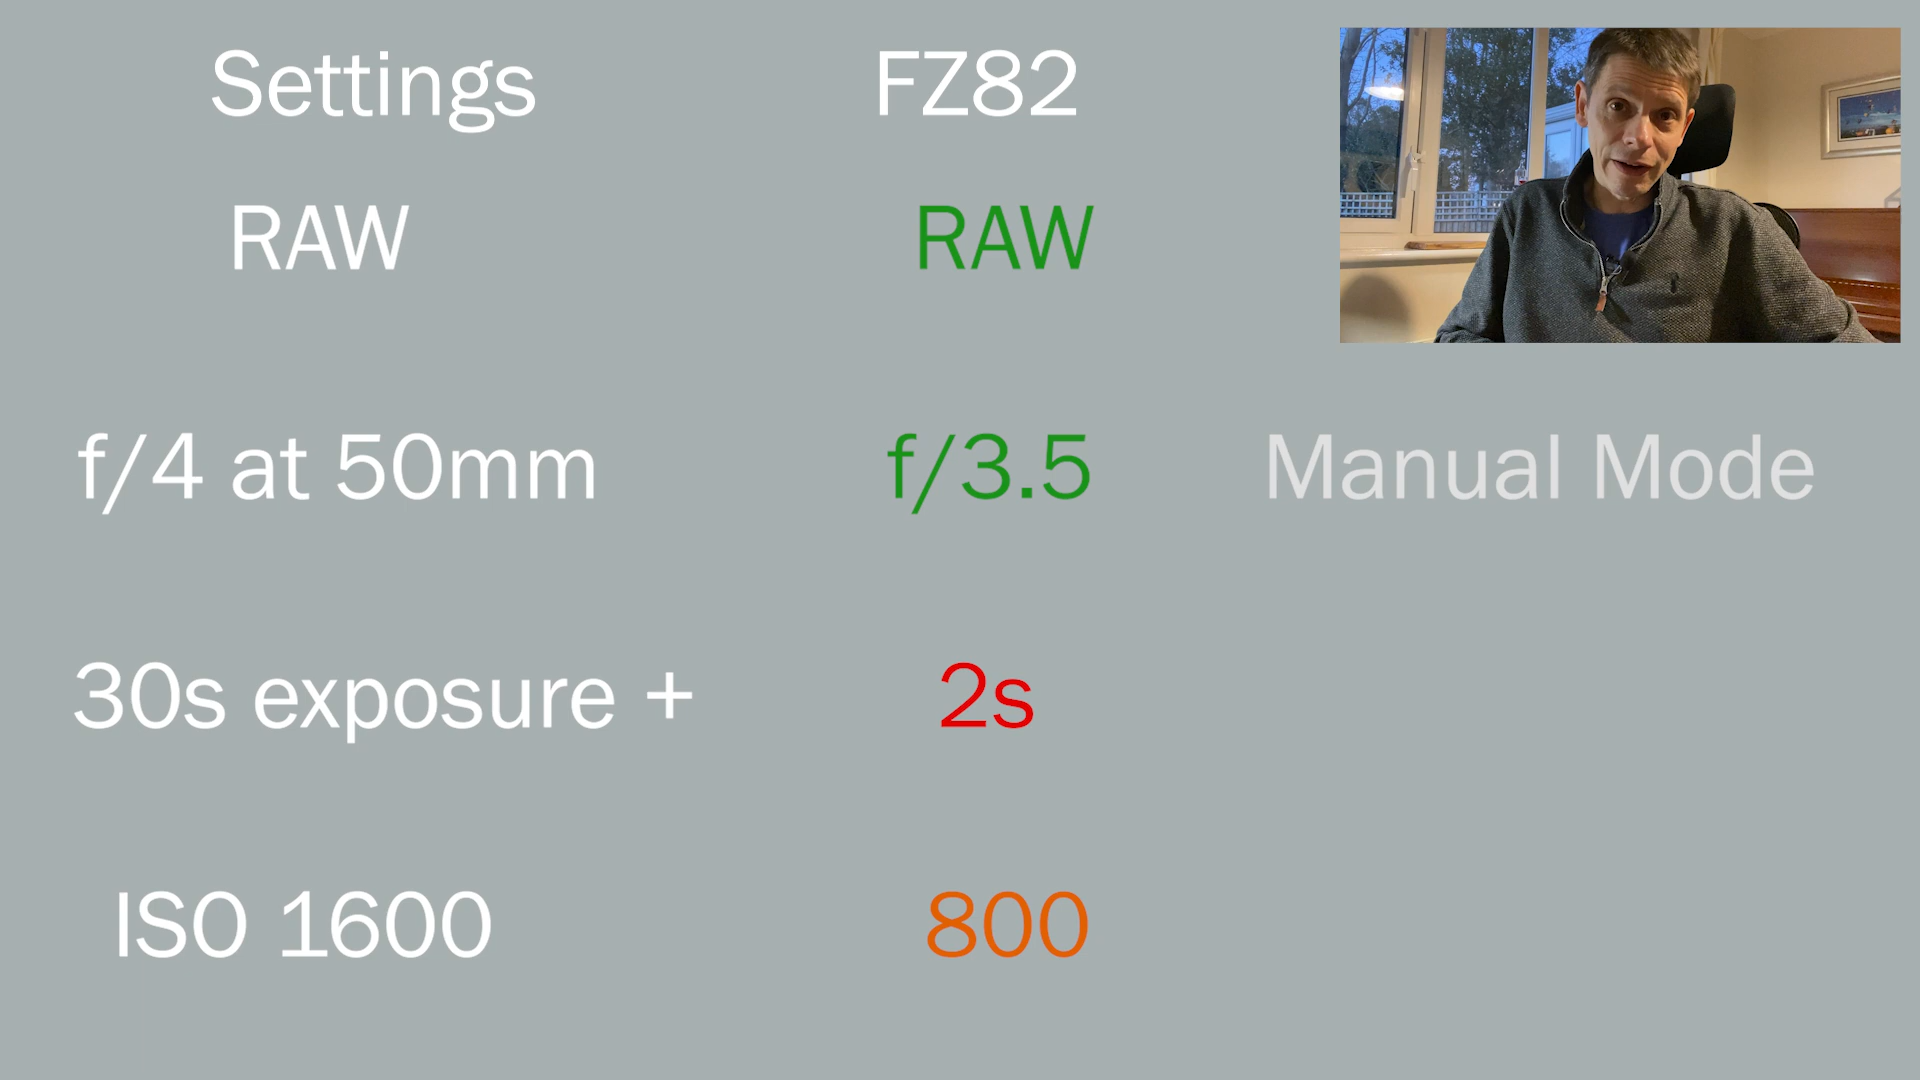 Settings FZ82
RAW RAW
f/4 at 50mm f/3.5 Manual Mode
30s exposure + 2s
ISO 1600 800